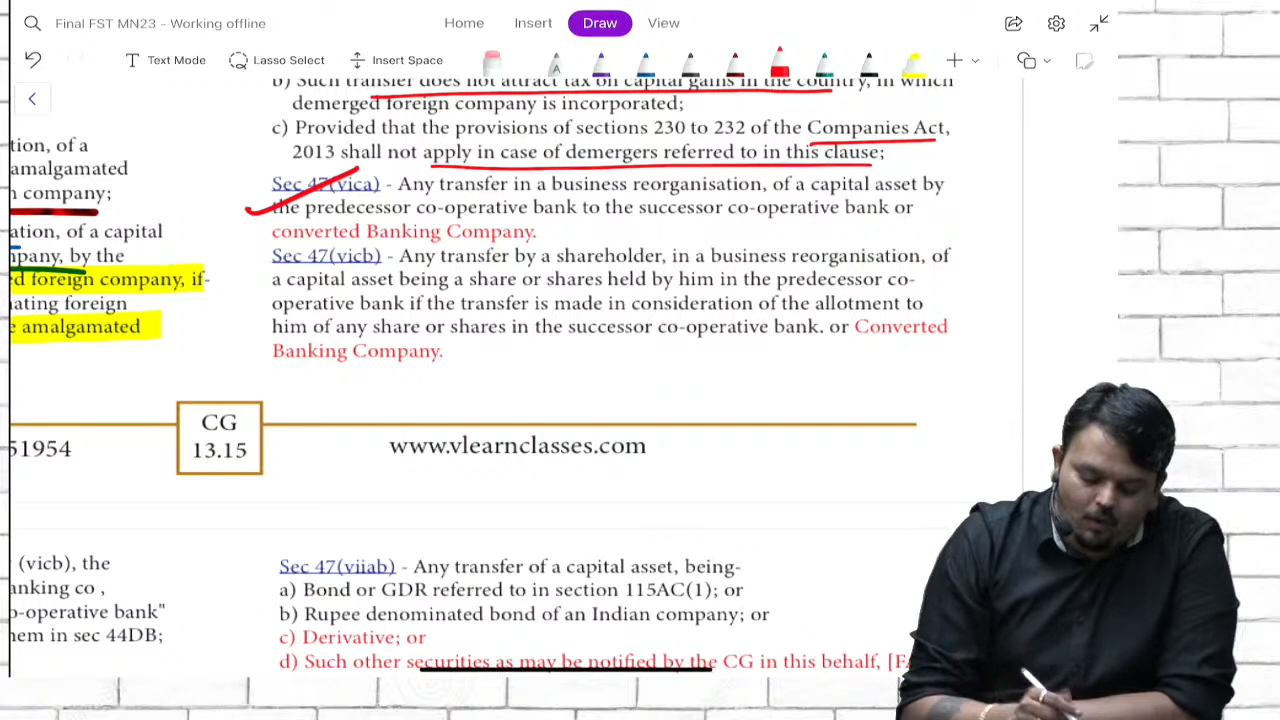 Final FST MN23 - Working offline
Home
Insert
Draw
View
Text Mode
Lasso Select
A
Insert Space
b) Such transfer does not attract tax on capital gains in the country, in which
demerged foreign company is incorporated;
c) Provided that the provisions of sections 230 to 232 of the Companies Act,
2013 shall not apply in case of demergers referred to in this clause;
Sec 47(vica) - Any transfer in a business reorganisation, of a capital asset by
the predecessor co-operative bank to the successor co-operative bank or
converted Banking Company.
Sec 47(vicb) - Any transfer by a shareholder, in a business reorganisation, of
a capital asset being a share or shares held by him in the predecessor co-
operative bank if the transfer is made in consideration of the allotment to
him of any share or shares in the successor co-operative bank. or Converted
Banking Company.
tion, of a
amalgamated
n company;
ation, of a capital
mpany, by the
ed foreign company, if-
nating foreign
e amalgamated
51954
CG
13.15
www.vlearnclasses.com
(vicb), the
anking co ,
o-operative bank"
hem in sec 44DB;
Sec 47(viiab) - Any transfer of a capital asset, being-
a) Bond or GDR referred to in section 115AC(1); or
b) Rupee denominated bond of an Indian company; or
c) Derivative; or
d) Such other securities as may be notified by the CG in this behalf, [FA